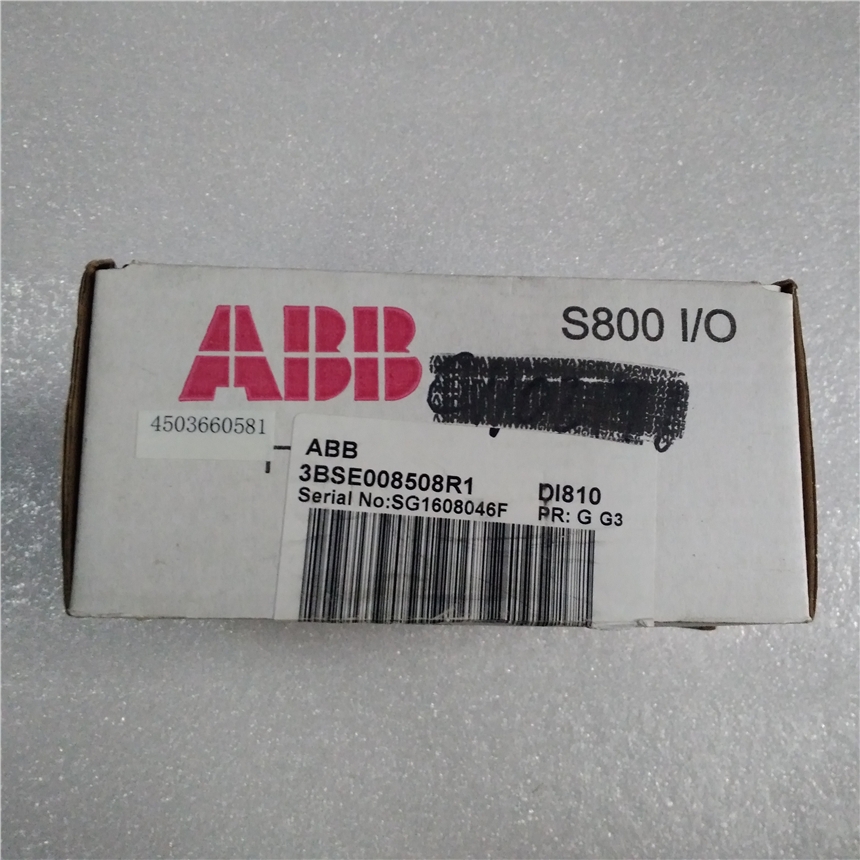 ABB
S800 I/O
4503660581
ABB
3BSE008508R1 DI810
Serial No:SG1608046F PR: G G3